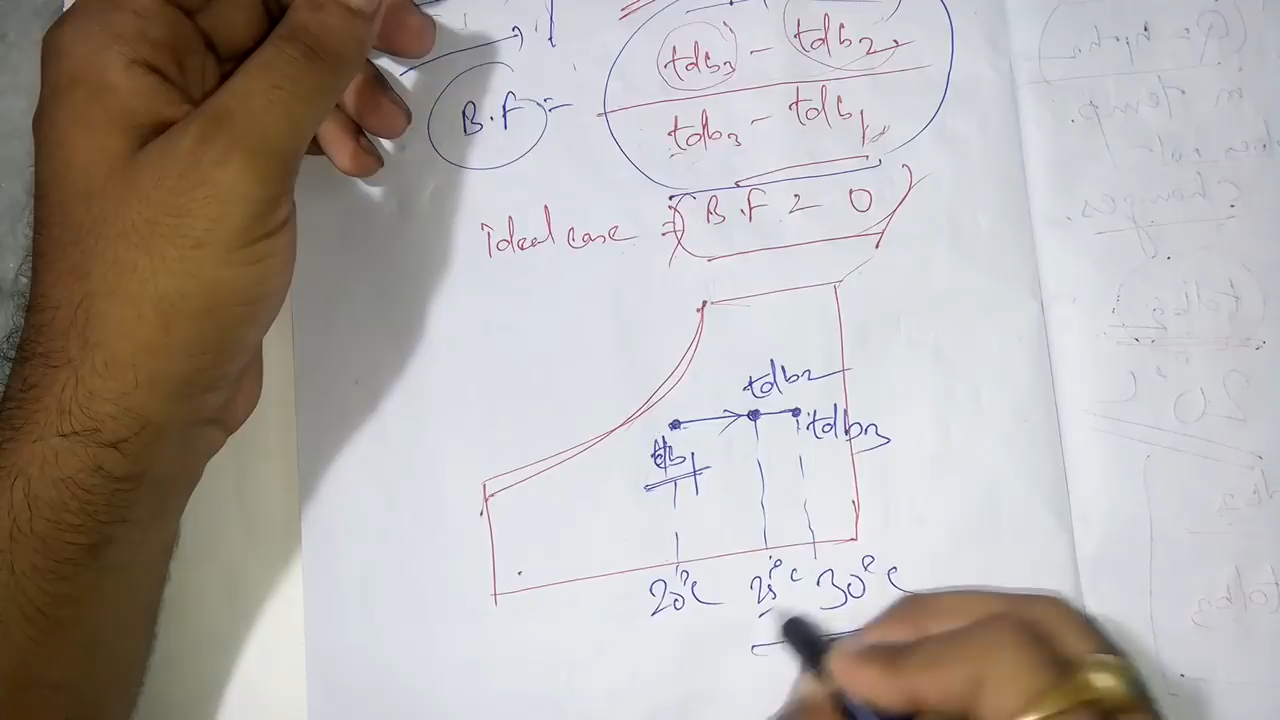 B.F = tdb3 - tdb2
tdb3 - tdb1
ideal case = B.F = 0
tdb2
tdb3
tdb1
20°C 25°C 30°C